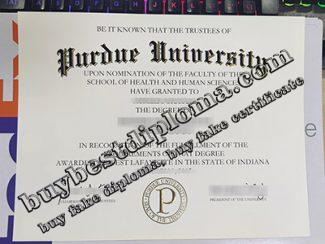 BE IT KNOWN THAT THE TRUSTEES OF
Purdue University
UPON NOMINATION OF THE FACULTY OF THE
SCHOOL OF HEALTH AND HUMAN SCIENCES
HAVE GRANTED TO
THE DEGREE
IN RECOGNITION OF THE FULFILLMENT OF THE
REQUIREMENTS OF THAT DEGREE
AWARDED WEST LAFAYETTE IN THE STATE OF INDIANA
PRESIDENT OF THE UNIVERSITY
PURDUE UNIVERSITY
P
buybestdiploma.com
buy fake diploma, buy fake certificate